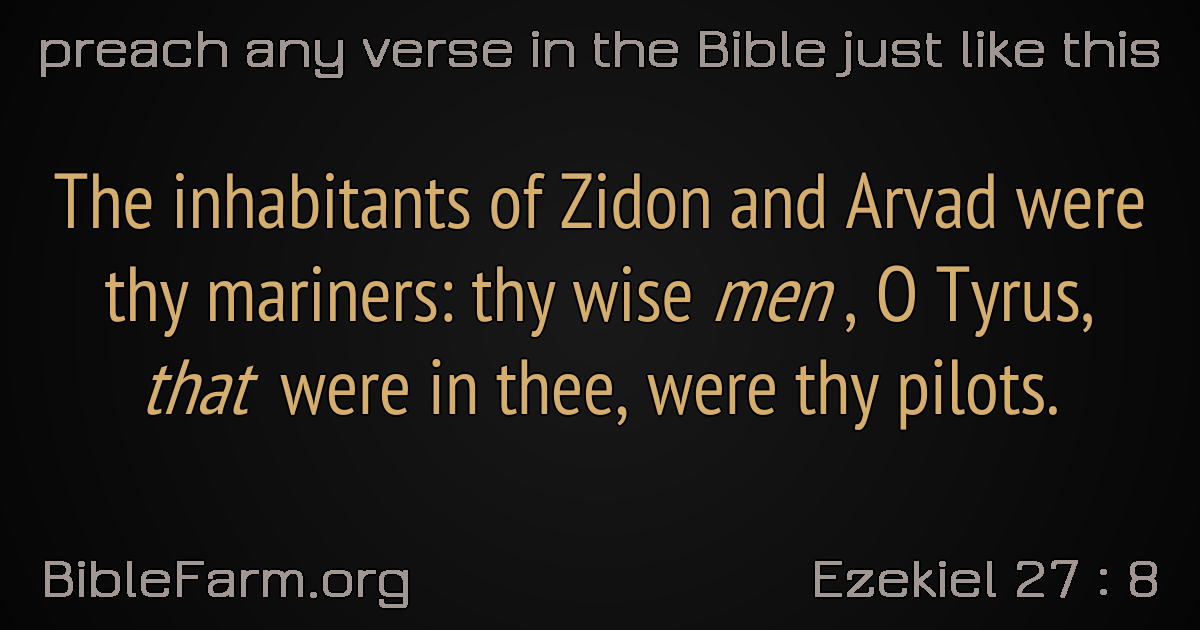 preach any verse in the Bible just like this
The inhabitants of Zidon and Arvad were
thy mariners: thy wise men , O Tyrus,
that were in thee, were thy pilots.
BibleFarm.org
Ezekiel 27 : 8